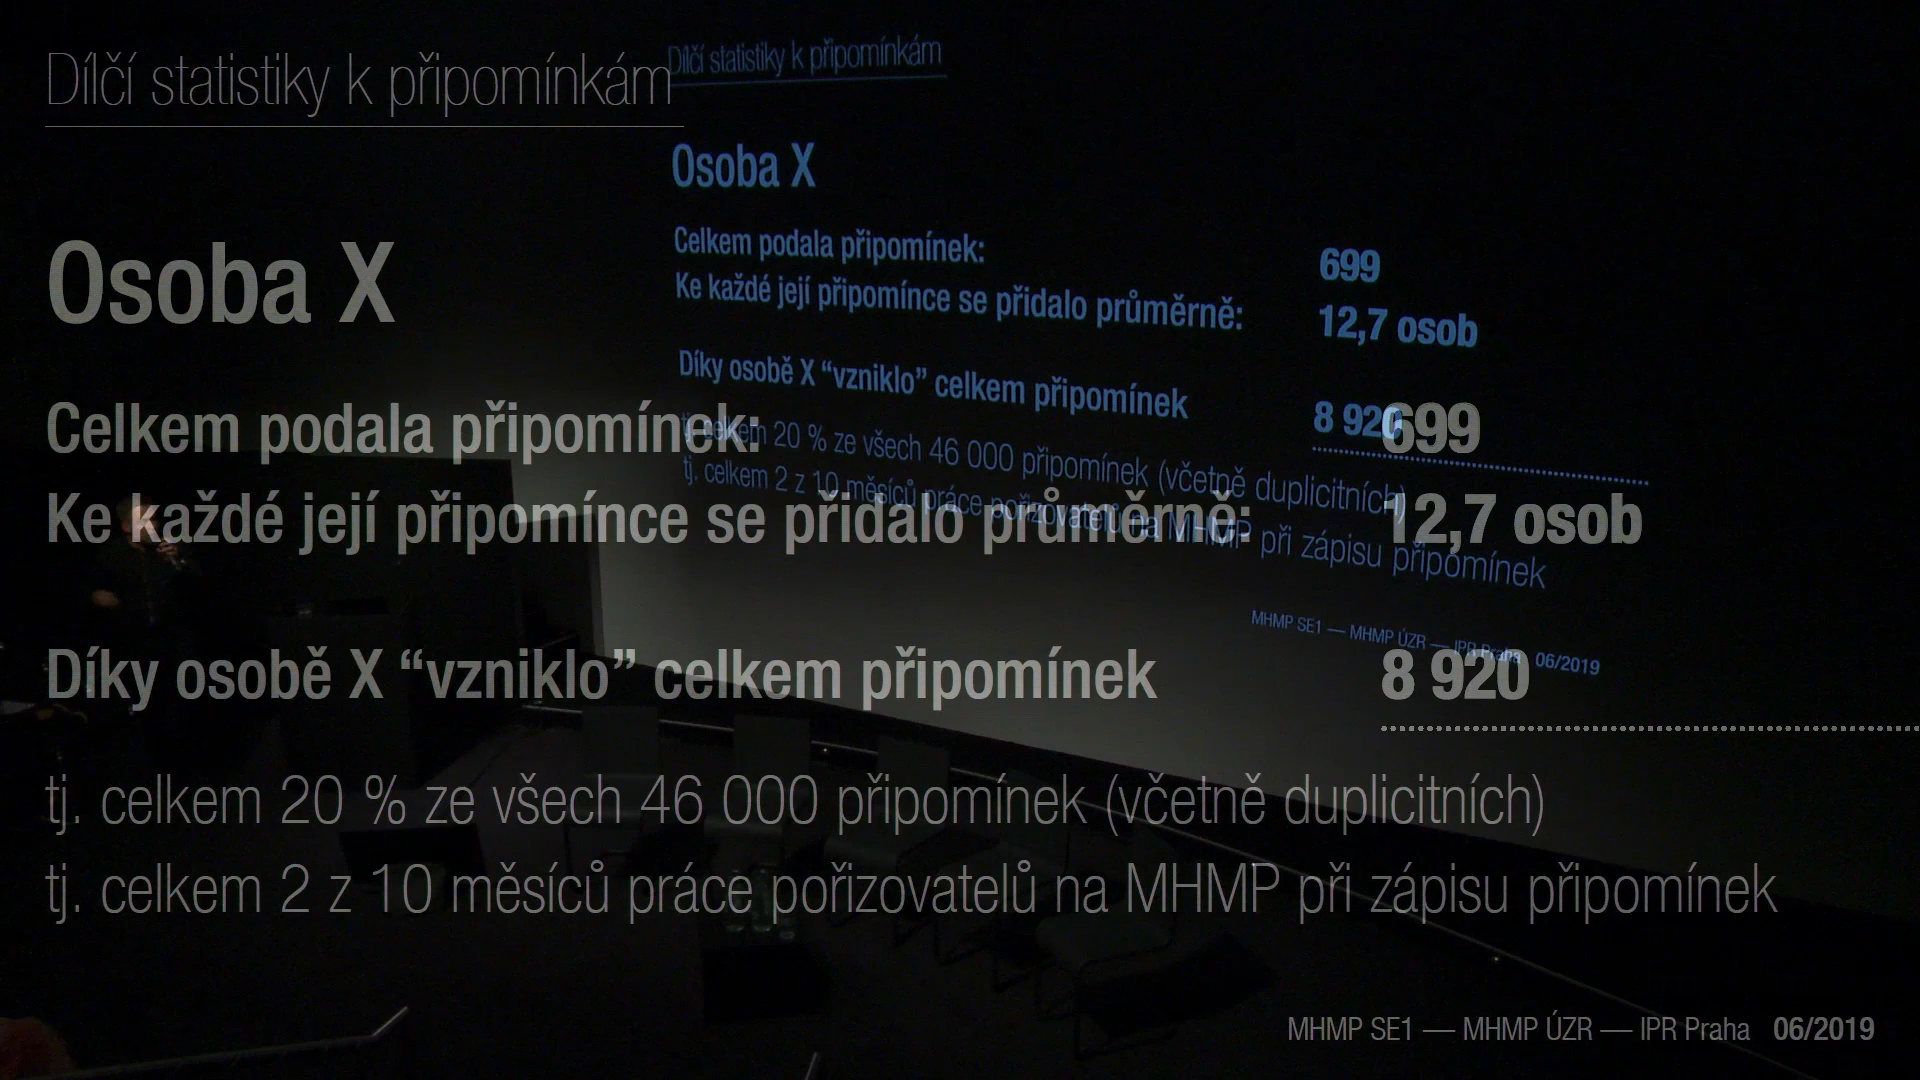 Dílčí statistiky k připomínkám
Osoba X
Celkem podala připomínek: 699
Ke každé její připomínce se přidalo průměrně: 12,7 osob
Díky osobě X “vzniklo” celkem připomínek 8 920
tj. celkem 20 % ze všech 46 000 připomínek (včetně duplicitních)
tj. celkem 2 z 10 měsíců práce pořizovatelů na MHMP při zápisu připomínek
MHMP SE1 — MHMP ÚZR — IPR Praha 06/2019
Dílčí statistiky k připomínkám
Osoba X
Celkem podala připomínek: 699
Ke každé její připomínce se přidalo průměrně: 12,7 osob
Díky osobě X “vzniklo” celkem připomínek 8 920
tj. celkem 20 % ze všech 46 000 připomínek (včetně duplicitních)
tj. celkem 2 z 10 měsíců práce pořizovatelů na MHMP při zápisu připomínek
MHMP SE1 — MHMP ÚZR — IPR Praha 06/2019